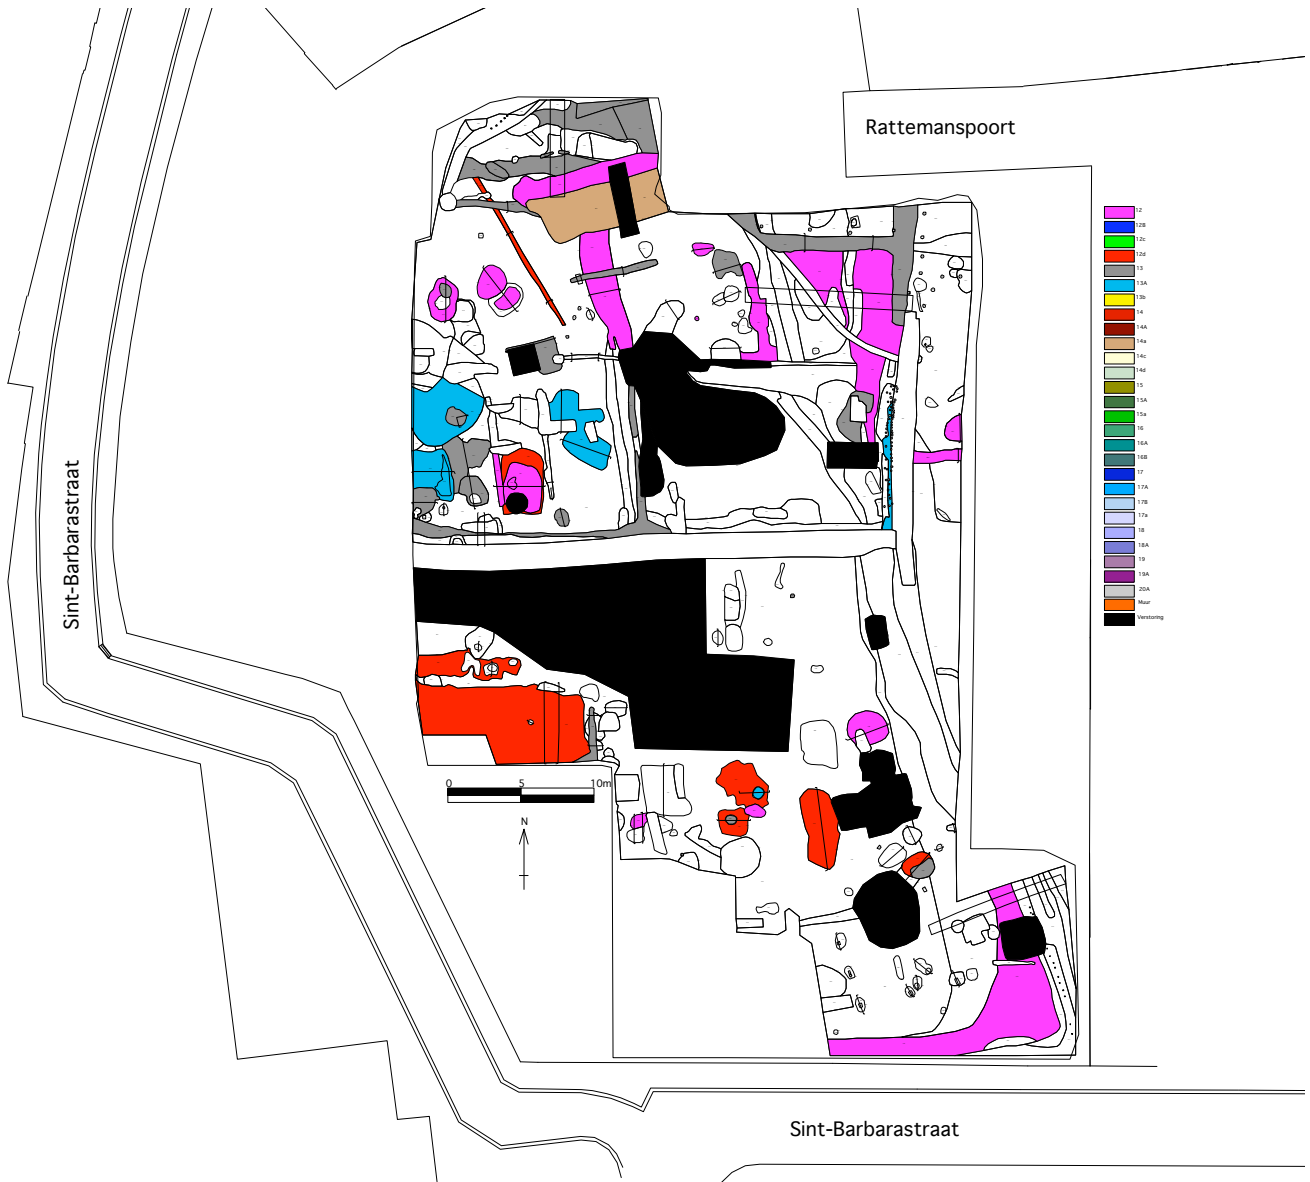 Rattemanspoort
12
12B
12c
12d
13
13A
13b
14
14A
14a
14c
14d
15
15A
15a
16
16A
16B
17
17A
17B
17a
18
18A
19
19A
20A
Muur
Verstoring
Sint-Barbarastraat
0 5 10m
N
Sint-Barbarastraat